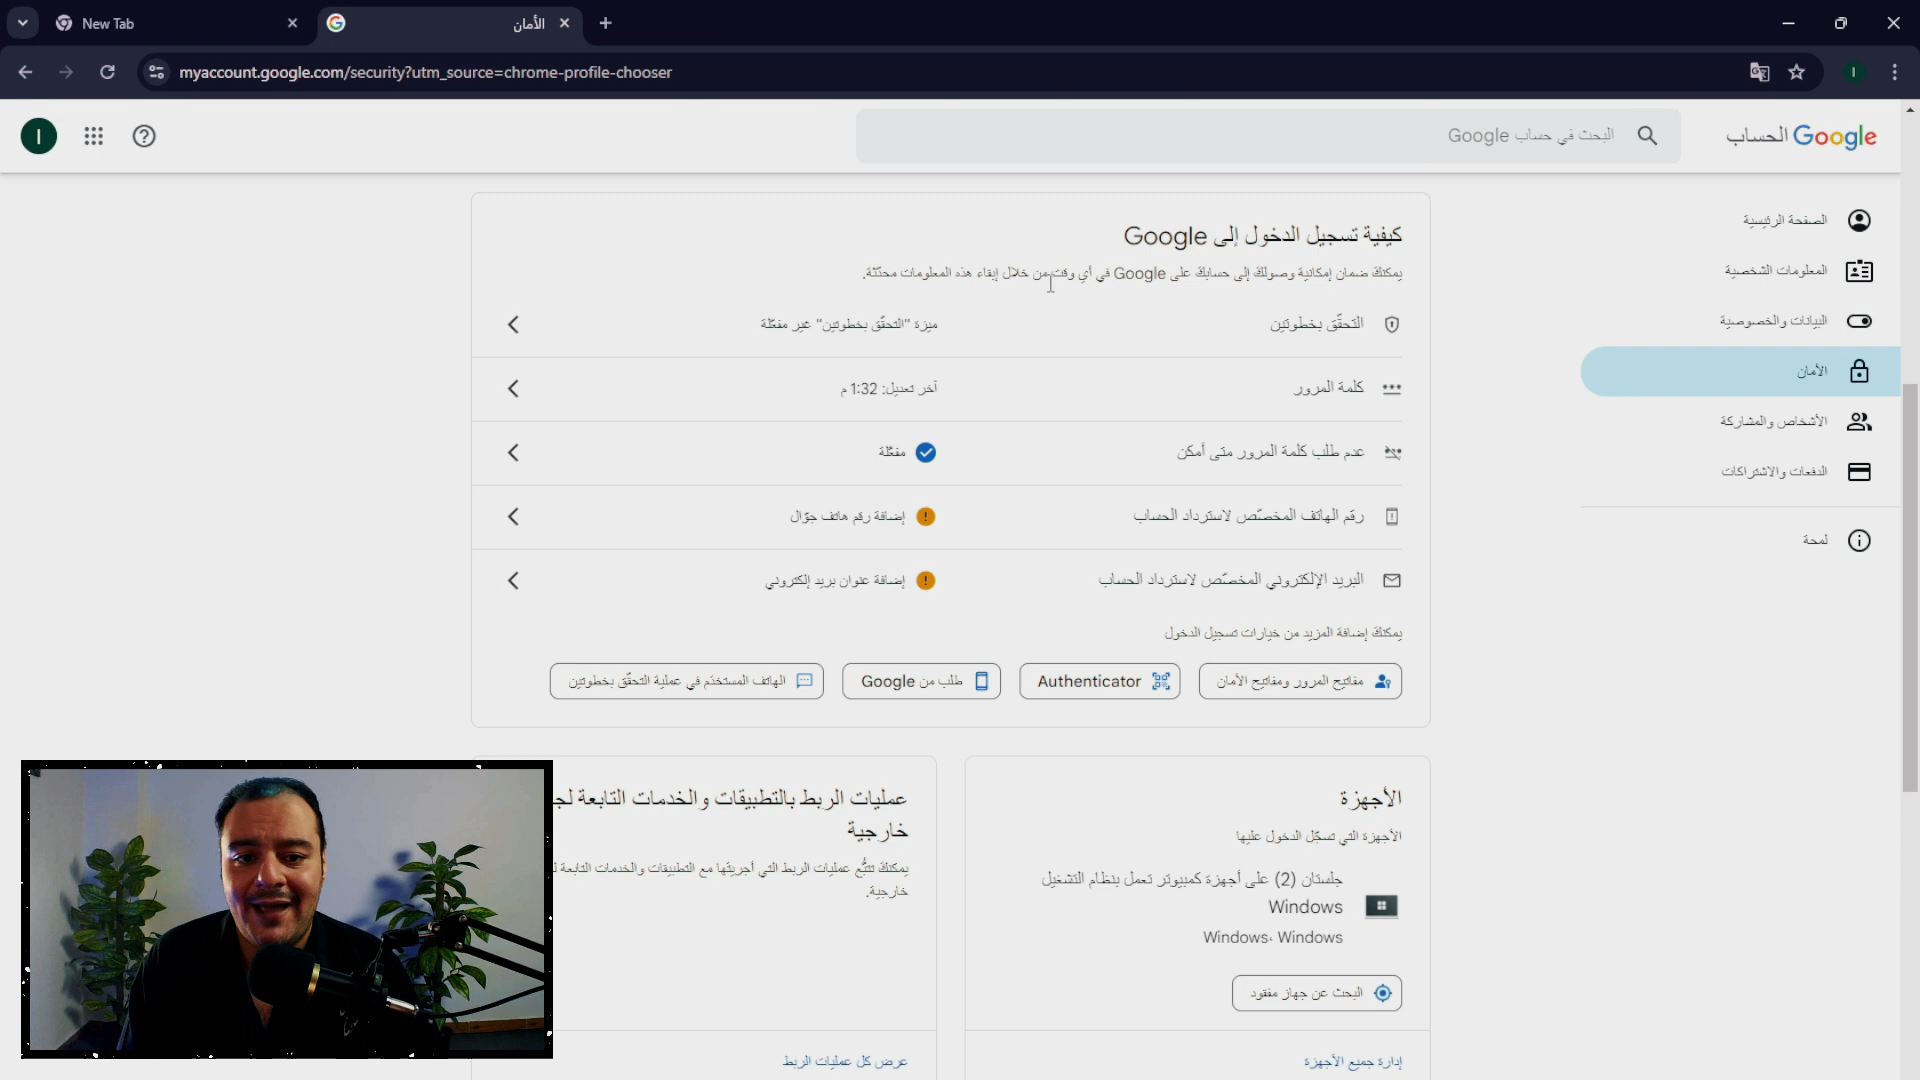 New Tab
الأمان
myaccount.google.com/security?utm_source=chrome-profile-chooser
I
I
البحث في حساب Google
الحساب Google
الصفحة الرئيسية
المعلومات الشخصية
البيانات والخصوصية
الأمان
الأشخاص والمشاركة
الدفعات والاشتراكات
لمحة
كيفية تسجيل الدخول إلى Google
يمكنك ضمان إمكانية وصولك إلى حسابك على Google في أي وقت من خلال إبقاء هذه المعلومات محدّثة.
التحقّق بخطوتين
ميزة "التحقّق بخطوتين" غير مفعّلة
كلمة المرور
آخر تعديل: 1:32 م
عدم طلب كلمة المرور متى أمكن
مفعّلة
رقم الهاتف المخصّص لاسترداد الحساب
إضافة رقم هاتف جوّال
البريد الإلكتروني المخصّص لاسترداد الحساب
إضافة عنوان بريد إلكتروني
يمكنك إضافة المزيد من خيارات تسجيل الدخول
مفاتيح المرور ومفاتيح الأمان
Authenticator
طلب من Google
الهاتف المستخدَم في عملية التحقّق بخطوتين
الأجهزة
الأجهزة التي تسجّل الدخول عليها
جلستان (2) على أجهزة كمبيوتر تعمل بنظام التشغيل
Windows
Windows، Windows
البحث عن جهاز مفقود
إدارة جميع الأجهزة
عمليات الربط بالتطبيقات والخدمات التابعة
خارجية
يمكنك تتبُّع عمليات الربط التي أجريتَها مع التطبيقات والخدمات التابعة
خارجية.
عرض كل عمليات الربط